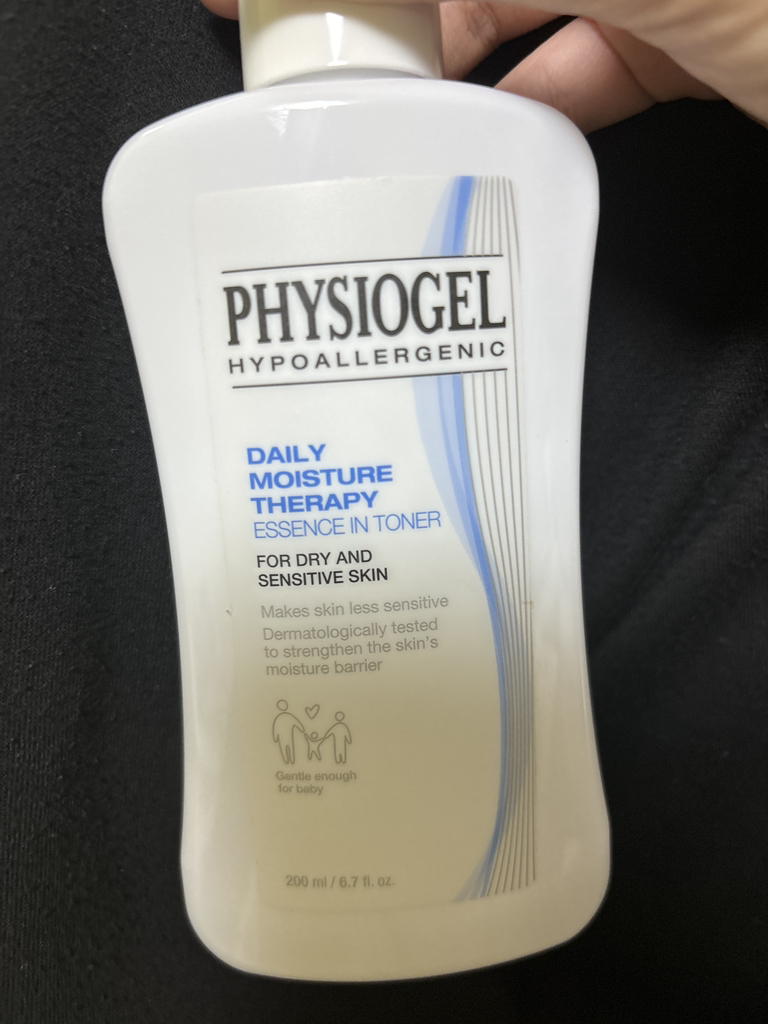 PHYSIOGEL
HYPOALLERGENIC
DAILY
MOISTURE
THERAPY
ESSENCE IN TONER
FOR DRY AND
SENSITIVE SKIN
Makes skin less sensitive
Dermatologically tested
to strengthen the skin's
moisture barrier
Gentle enough
for baby
200 ml / 6.7 fl. oz.